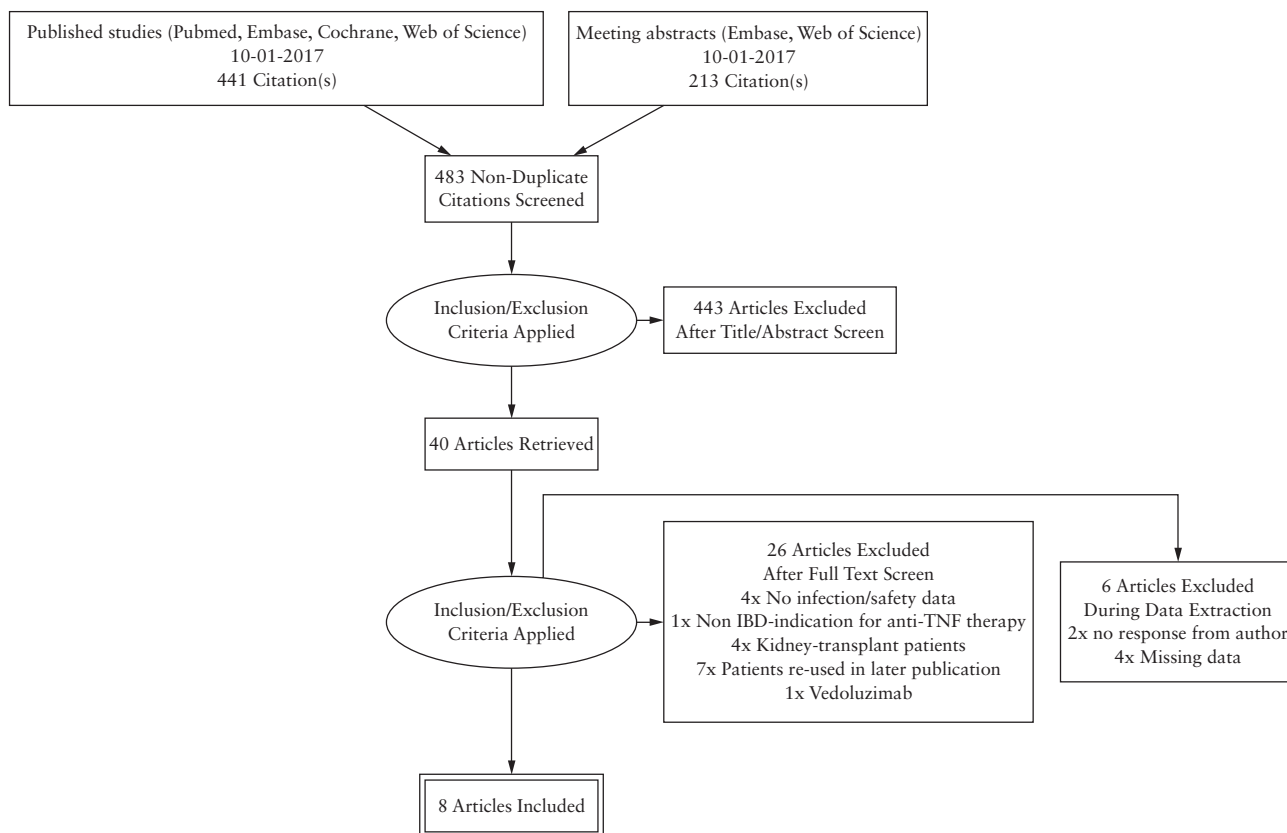 Published studies (Pubmed, Embase, Cochrane, Web of Science)
10-01-2017
441 Citation(s)
Meeting abstracts (Embase, Web of Science)
10-01-2017
213 Citation(s)
483 Non-Duplicate
Citations Screened
Inclusion/Exclusion
Criteria Applied
443 Articles Excluded
After Title/Abstract Screen
40 Articles Retrieved
Inclusion/Exclusion
Criteria Applied
26 Articles Excluded
After Full Text Screen
4x No infection/safety data
1x Non IBD-indication for anti-TNF therapy
4x Kidney-transplant patients
7x Patients re-used in later publication
1x Vedoluzimab
6 Articles Excluded
During Data Extraction
2x no response from author
4x Missing data
8 Articles Included